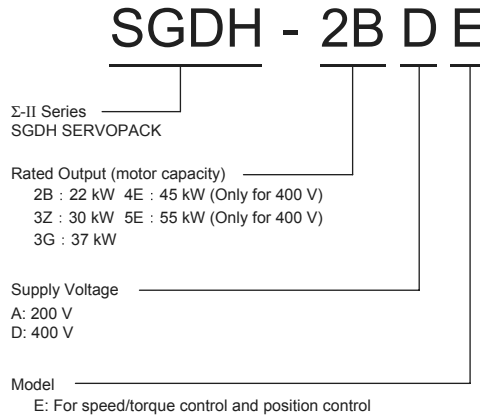 SGDH - 2B D E
Σ-II Series
SGDH SERVOPACK
Rated Output (motor capacity)
2B : 22 kW 4E : 45 kW (Only for 400 V)
3Z : 30 kW 5E : 55 kW (Only for 400 V)
3G : 37 kW
Supply Voltage
A: 200 V
D: 400 V
Model
E: For speed/torque control and position control